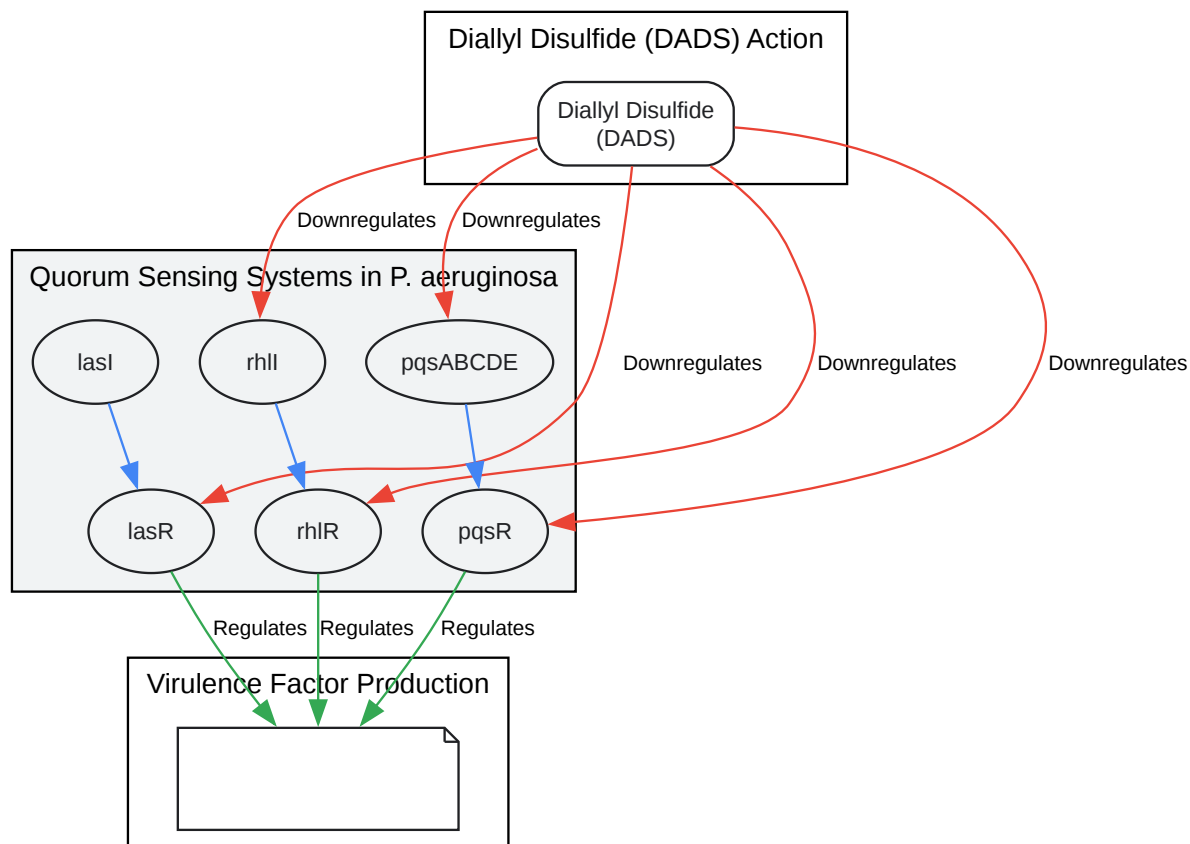 Diallyl Disulfide (DADS) Action
Diallyl Disulfide
(DADS)
Downregulates
Downregulates
Quorum Sensing Systems in P. aeruginosa
lasI
rhlI
pqsABCDE
Downregulates
Downregulates
Downregulates
lasR
rhlR
pqsR
Regulates
Regulates
Regulates
Virulence Factor Production